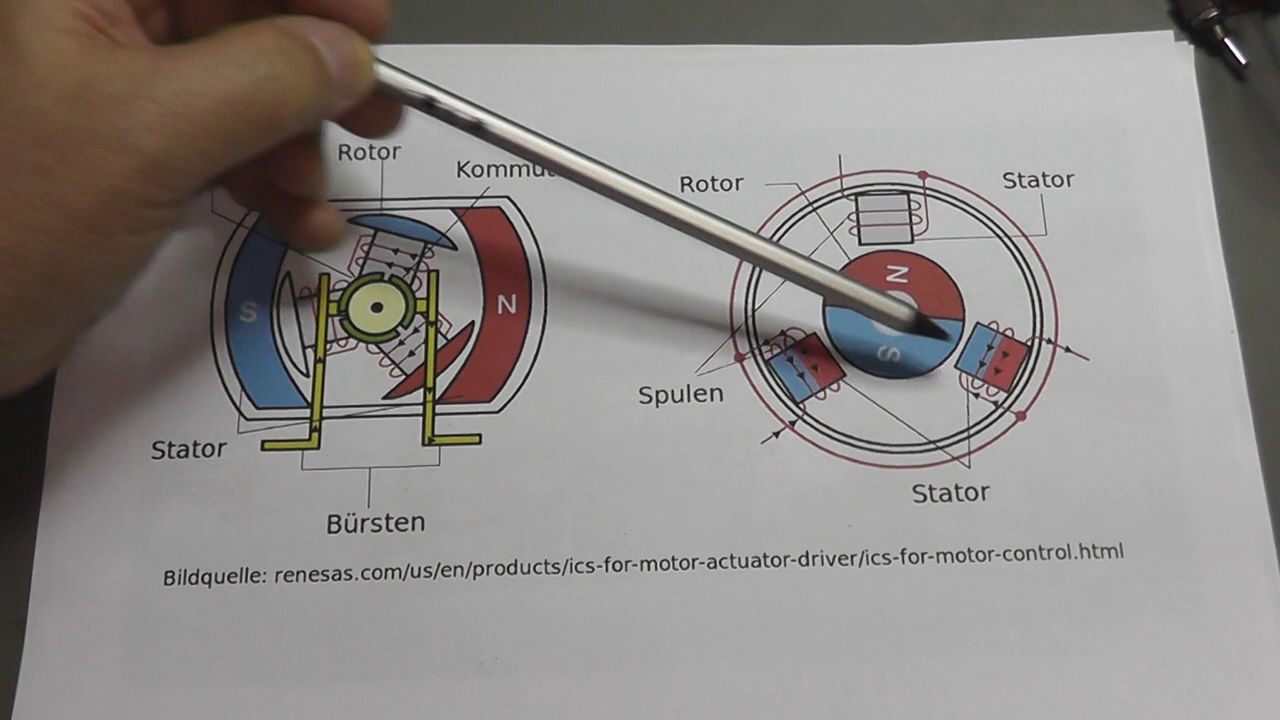 Rotor
Rotor
Stator
S
N
N
S
Spulen
Stator
Stator
Bürsten
Bildquelle: renesas.com/us/en/products/ics-for-motor-actuator-driver/ics-for-motor-control.html